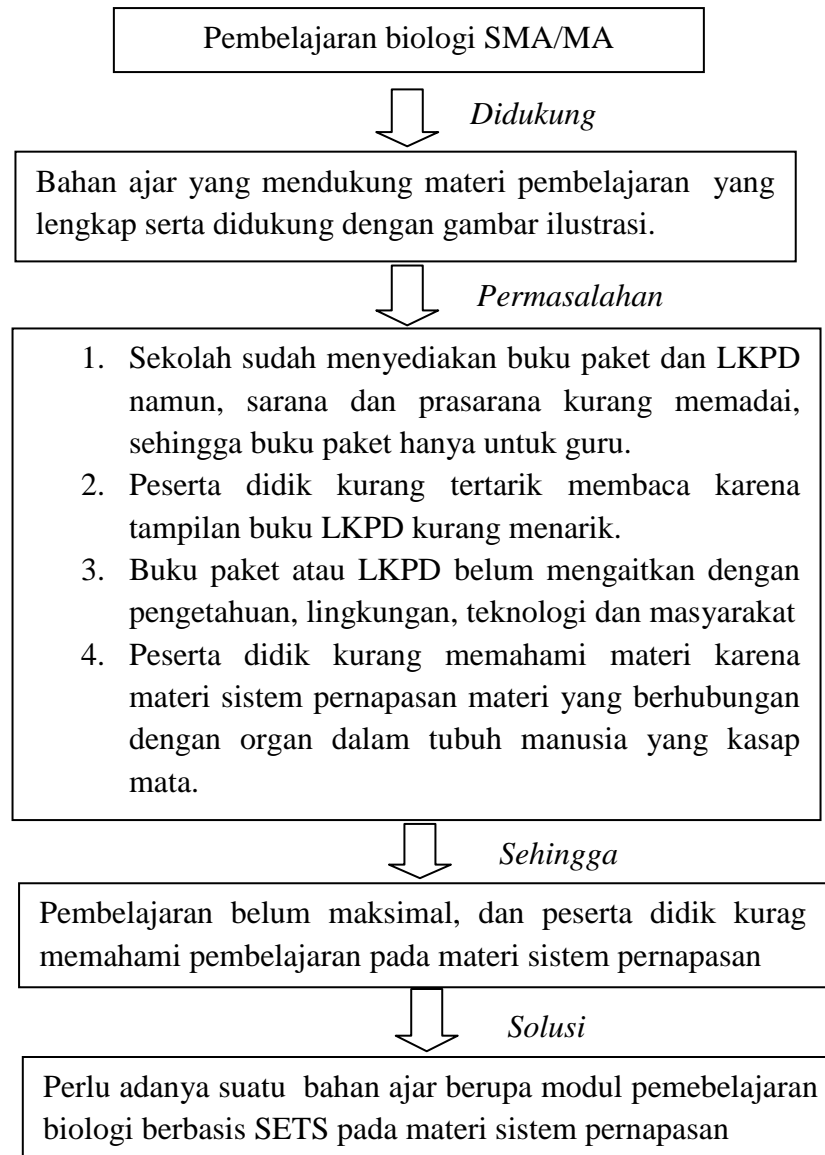 Pembelajaran biologi SMA/MA
Didukung
Bahan ajar yang mendukung materi pembelajaran yang
lengkap serta didukung dengan gambar ilustrasi.
Permasalahan
1. Sekolah sudah menyediakan buku paket dan LKPD
namun, sarana dan prasarana kurang memadai,
sehingga buku paket hanya untuk guru.
2. Peserta didik kurang tertarik membaca karena
tampilan buku LKPD kurang menarik.
3. Buku paket atau LKPD belum mengaitkan dengan
pengetahuan, lingkungan, teknologi dan masyarakat
4. Peserta didik kurang memahami materi karena
materi sistem pernapasan materi yang berhubungan
dengan organ dalam tubuh manusia yang kasap
mata.
Sehingga
Pembelajaran belum maksimal, dan peserta didik kurag
memahami pembelajaran pada materi sistem pernapasan
Solusi
Perlu adanya suatu bahan ajar berupa modul pemebelajaran
biologi berbasis SETS pada materi sistem pernapasan